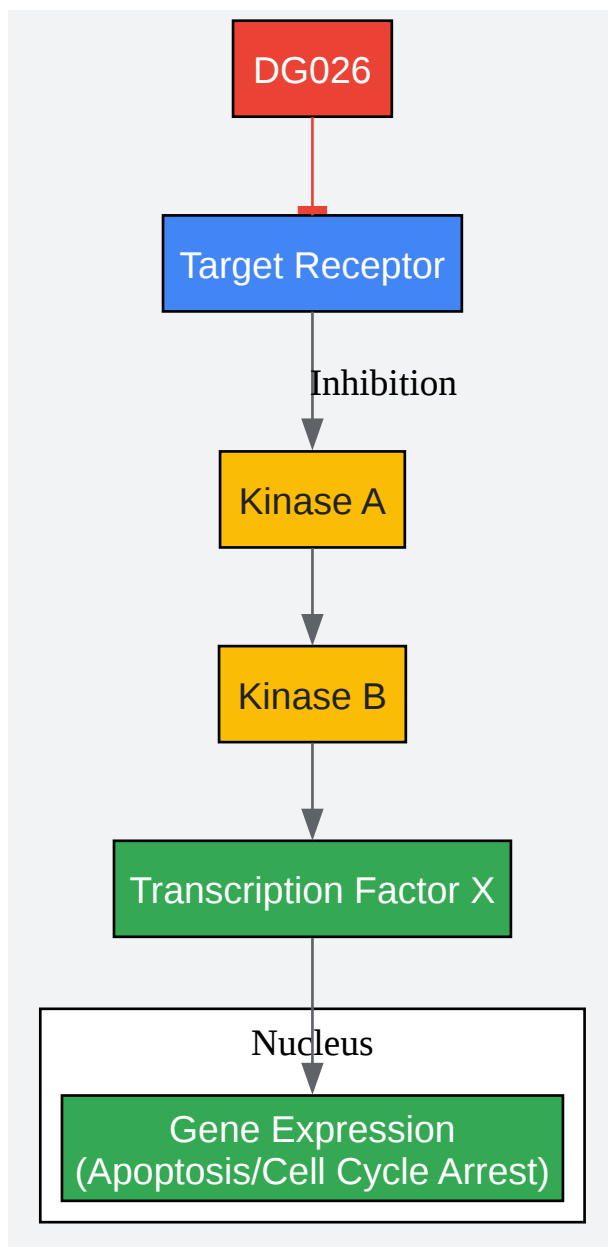 DG026
Target Receptor
Inhibition
Kinase A
Kinase B
Transcription Factor X
Nucleus
Gene Expression
(Apoptosis/Cell Cycle Arrest)